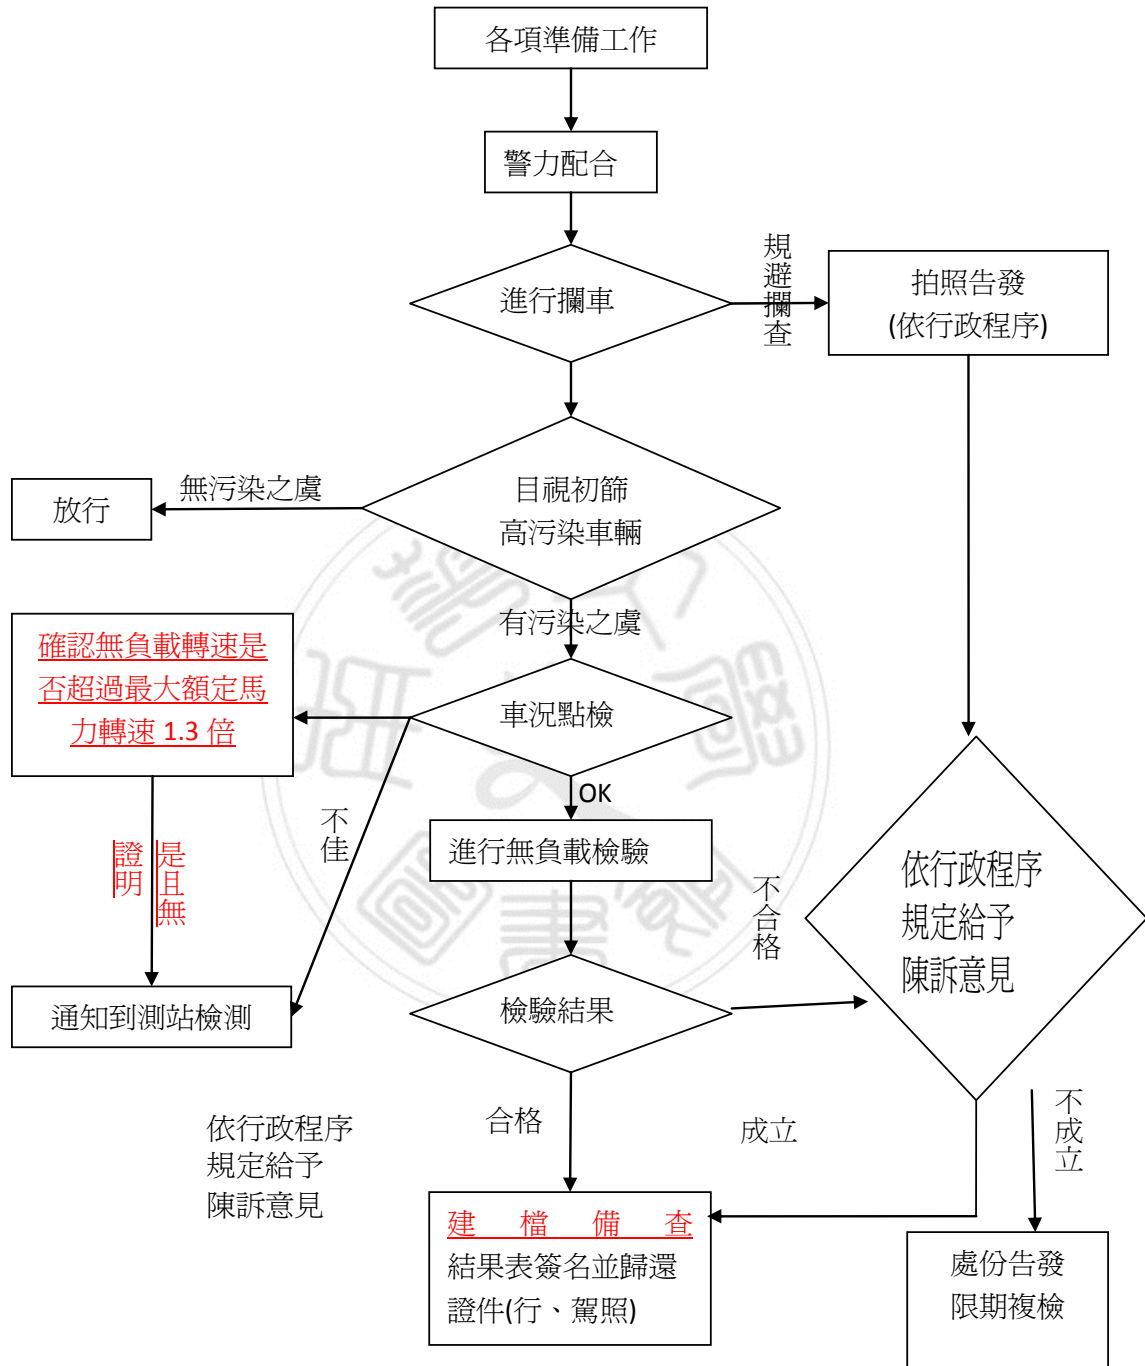 各項準備工作
警力配合
進行攔車
規避攔查
拍照告發
(依行政程序)
目視初篩
高污染車輛
無污染之虞
放行
有污染之虞
確認無負載轉速是
否超過最大額定馬
力轉速 1.3 倍
車況點檢
OK
不佳
是且無
證明
進行無負載檢驗
不合格
依行政程序
規定給予
陳訴意見
通知到測站檢測
檢驗結果
合格
成立
不成立
依行政程序
規定給予
陳訴意見
建檔備查
結果表簽名並歸還
證件(行、駕照)
處份告發
限期複檢